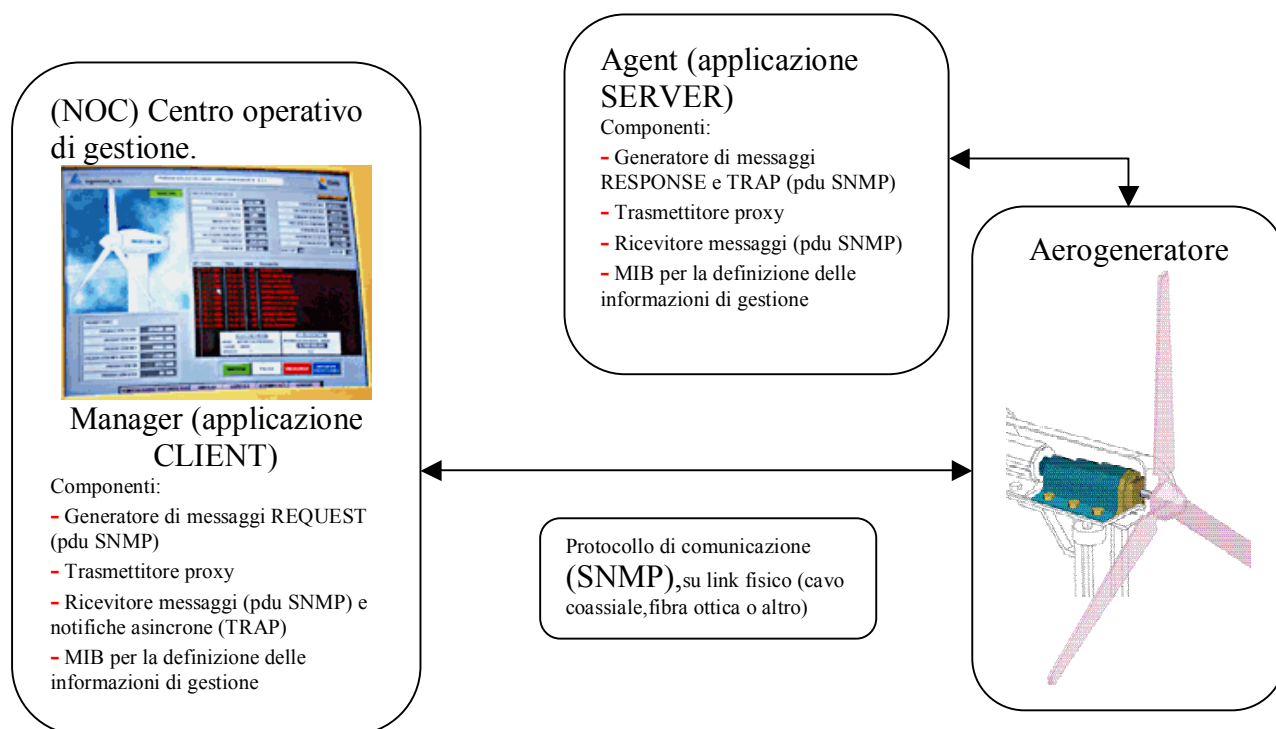 (NOC) Centro operativo
di gestione.
Manager (applicazione
CLIENT)
Componenti:
- Generatore di messaggi REQUEST
(pdu SNMP)
- Trasmettitore proxy
- Ricevitore messaggi (pdu SNMP) e
notifiche asincrone (TRAP)
- MIB per la definizione delle
informazioni di gestione
Agent (applicazione
SERVER)
Componenti:
- Generatore di messaggi
RESPONSE e TRAP (pdu SNMP)
- Trasmettitore proxy
- Ricevitore messaggi (pdu SNMP)
- MIB per la definizione delle
informazioni di gestione
Protocollo di comunicazione
(SNMP),su link fisico (cavo
coassiale,fibra ottica o altro)
Aerogeneratore